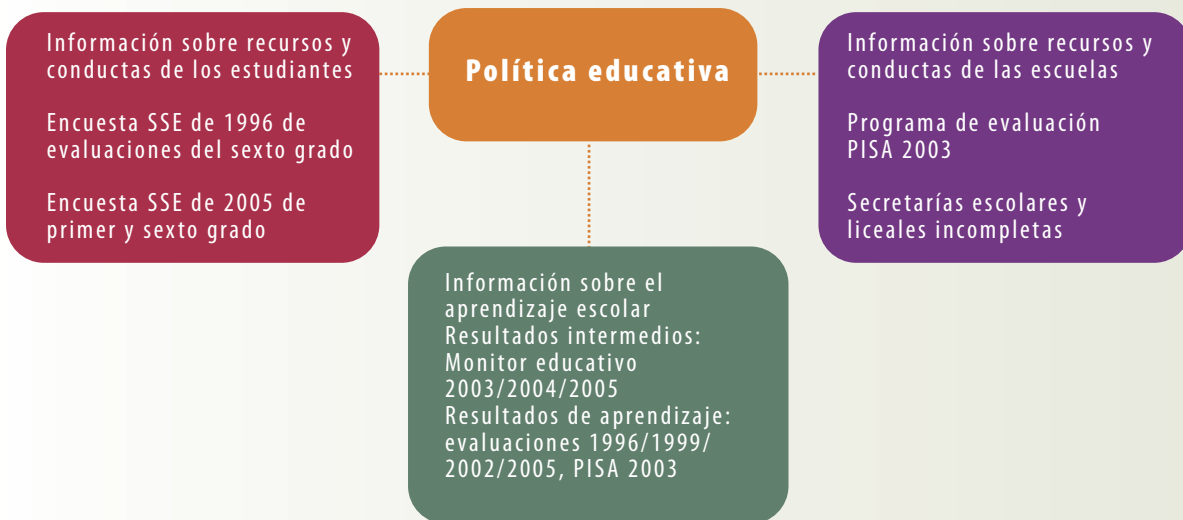 Información sobre recursos y
conductas de los estudiantes
Encuesta SSE de 1996 de
evaluaciones del sexto grado
Encuesta SSE de 2005 de
primer y sexto grado
Política educativa
Información sobre recursos y
conductas de las escuelas
Programa de evaluación
PISA 2003
Secretarías escolares y
liceales incompletas
Información sobre el
aprendizaje escolar
Resultados intermedios:
Monitor educativo
2003/2004/2005
Resultados de aprendizaje:
evaluaciones 1996/1999/
2002/2005, PISA 2003